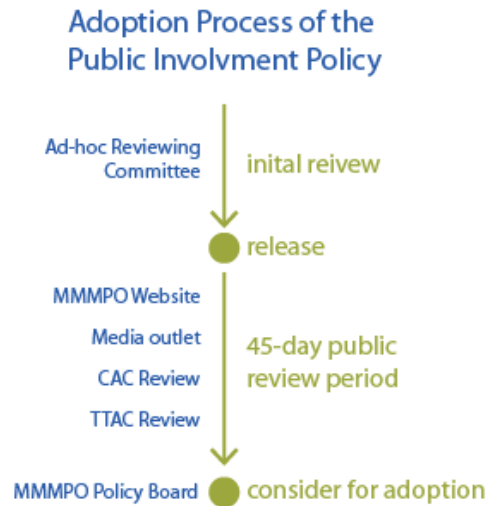 Adoption Process of the
Public Involvment Policy
Ad-hoc Reviewing
Committee
inital reivew
release
MMMPO Website
Media outlet
CAC Review
TTAC Review
45-day public
review period
MMMPO Policy Board
consider for adoption